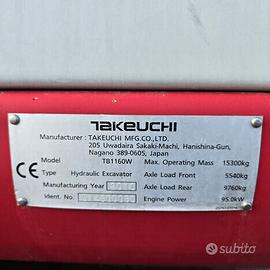 TAKEUCHI
Manufacturer : TAKEUCHI MFG.CO.,LTD.
205 Uwadaira Sakaki-Machi, Hanishina-Gun,
Nagano 389-0605, Japan
Model TB1160W Max. Operating Mass 15300kg
CE Type Hydraulic Excavator Axle Load Front 5540kg
Manufacturing Year Axle Load Rear 9760kg
Ident. No. Engine Power 95.0kW
subito